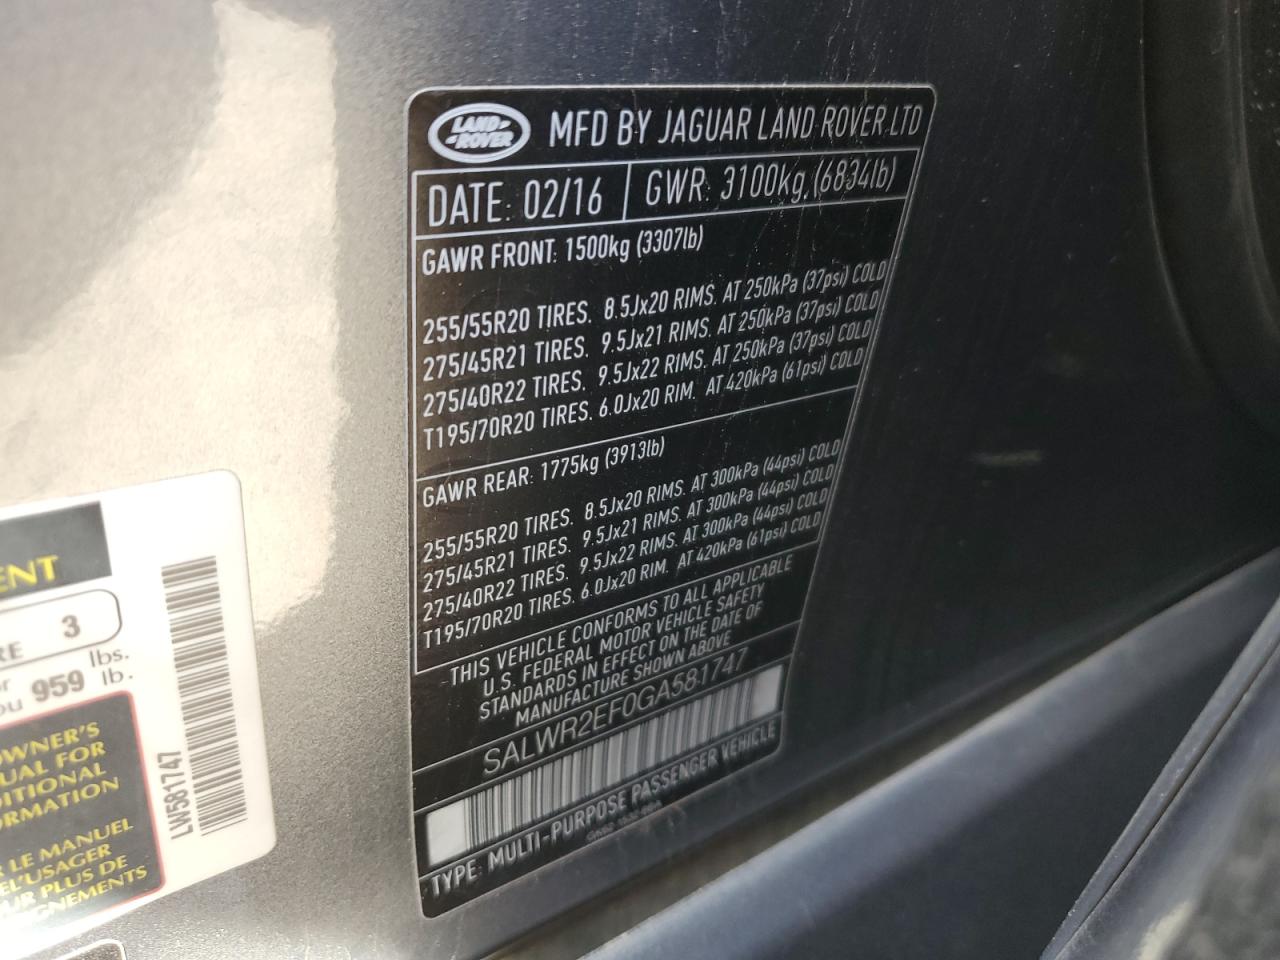 LAND ROVER
MFD BY JAGUAR LAND ROVER LTD
DATE: 02/16 GWR: 3100kg, (6834lb)
GAWR FRONT: 1500kg (3307lb)
255/55R20 TIRES. 8.5Jx20 RIMS. AT 250kPa (37psi) COLD
275/45R21 TIRES. 9.5Jx21 RIMS. AT 250kPa (37psi) COLD
275/40R22 TIRES. 9.5Jx22 RIMS. AT 250kPa (37psi) COLD
T195/70R20 TIRES. 6.0Jx20 RIM. AT 420kPa (61psi) COLD
GAWR REAR: 1775kg (3913lb)
255/55R20 TIRES. 8.5Jx20 RIMS. AT 300kPa (44psi) COLD
275/45R21 TIRES. 9.5Jx21 RIMS. AT 300kPa (44psi) COLD
275/40R22 TIRES. 9.5Jx22 RIMS. AT 300kPa (44psi) COLD
T195/70R20 TIRES. 6.0Jx20 RIM. AT 420kPa (61psi) COLD
THIS VEHICLE CONFORMS TO ALL APPLICABLE
U.S. FEDERAL MOTOR VEHICLE SAFETY
STANDARDS IN EFFECT ON THE DATE OF
MANUFACTURE SHOWN ABOVE
SALWR2EF0GA581747
TYPE: MULTI-PURPOSE PASSENGER VEHICLE
ENT
RE 3
or lbs.
ou 959 lb.
OWNER'S
UAL FOR
DITIONAL
ORMATION
R LE MANUEL
L'USAGER
UR PLUS DE
GNEMENTS
LW581747